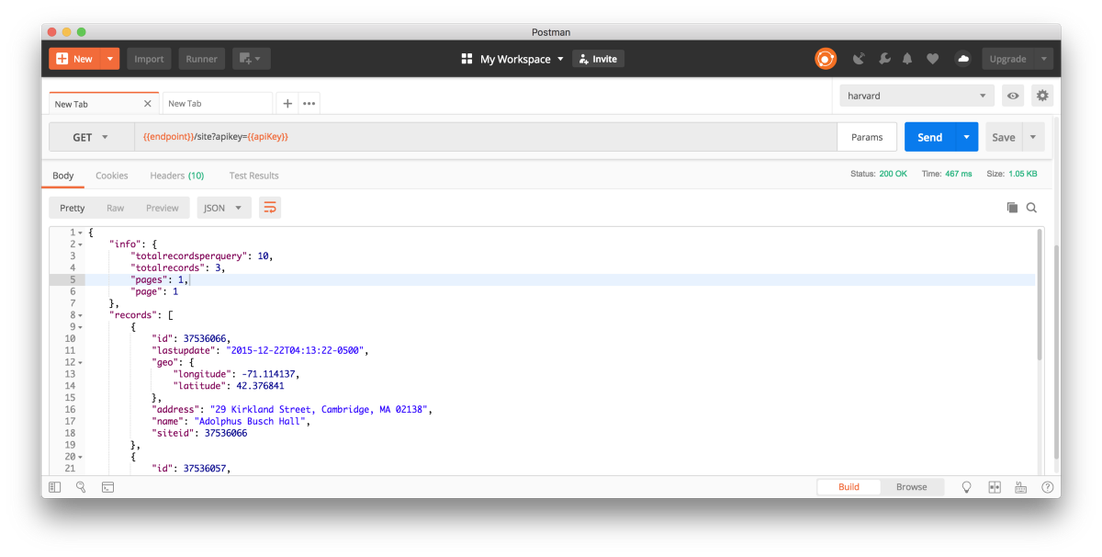 Postman
New
Import
Runner
My Workspace
Invite
Upgrade
New Tab
New Tab
harvard
GET
{{endpoint}}/site?apikey={{apiKey}}
Params
Send
Save
Body
Cookies
Headers (10)
Test Results
Status: 200 OK
Time: 467 ms
Size: 1.05 KB
Pretty
Raw
Preview
JSON
1 {
2 "info": {
3 "totalrecordsperquery": 10,
4 "totalrecords": 3,
5 "pages": 1,
6 "page": 1
7 },
8 "records": [
9 {
10 "id": 37536066,
11 "lastupdate": "2015-12-22T04:13:22-0500",
12 "geo": {
13 "longitude": -71.114137,
14 "latitude": 42.376841
15 },
16 "address": "29 Kirkland Street, Cambridge, MA 02138",
17 "name": "Adolphus Busch Hall",
18 "siteid": 37536066
19 },
20 {
21 "id": 37536057,
Build
Browse